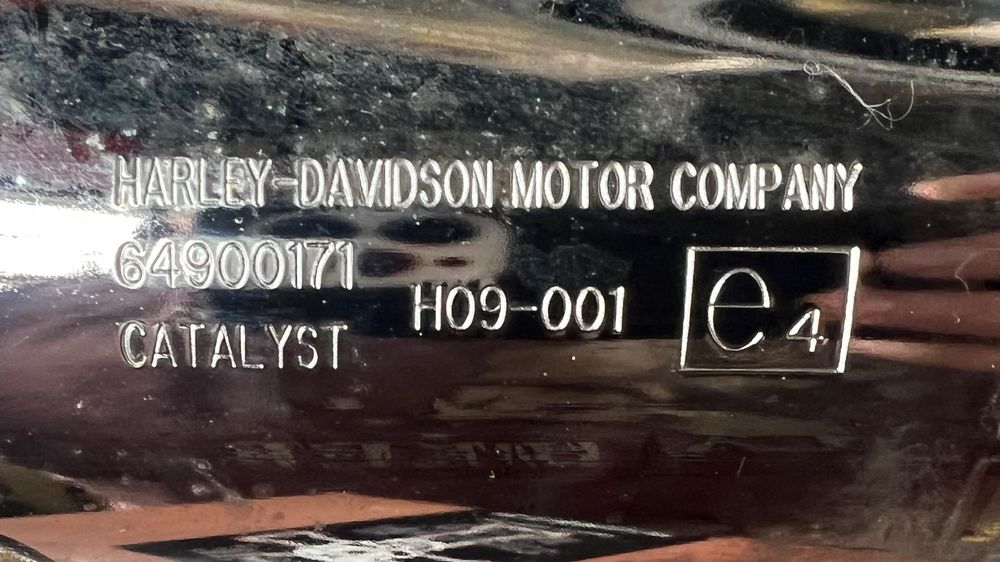 HARLEY-DAVIDSON MOTOR COMPANY
64900171
H09-001
e4
CATALYST